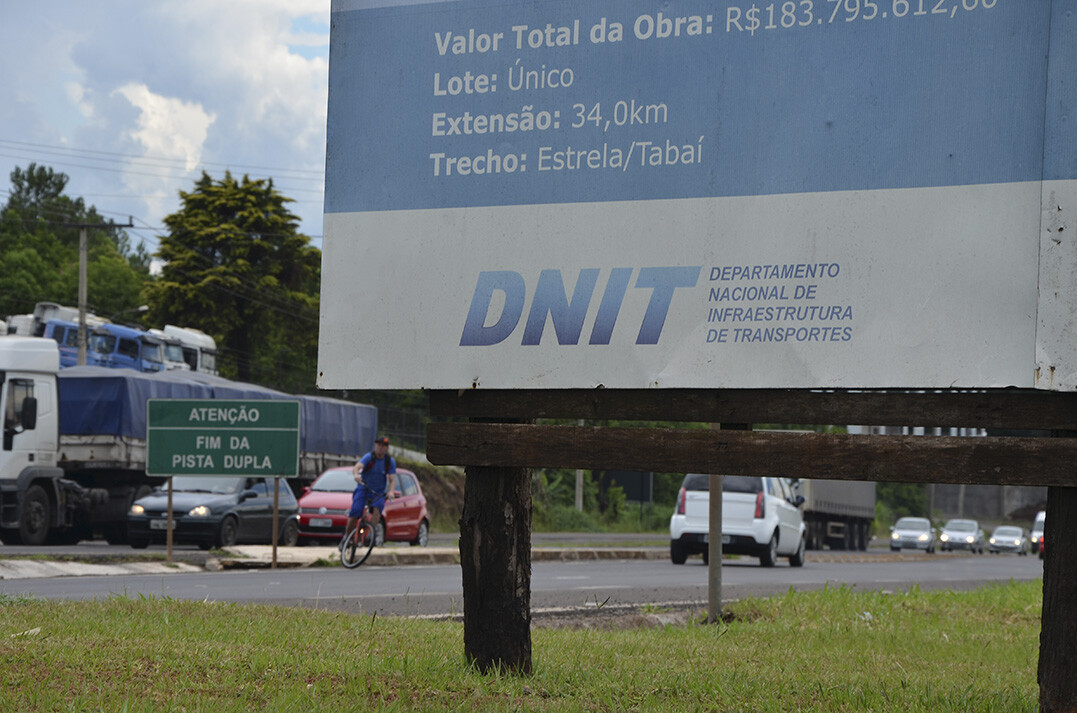 Valor Total da Obra: R$183.795.612,00
Lote: Único
Extensão: 34,0km
Trecho: Estrela/Tabaí
DNIT
DEPARTAMENTO
NACIONAL DE
INFRAESTRUTURA
DE TRANSPORTES
ATENÇÃO
FIM DA
PISTA DUPLA